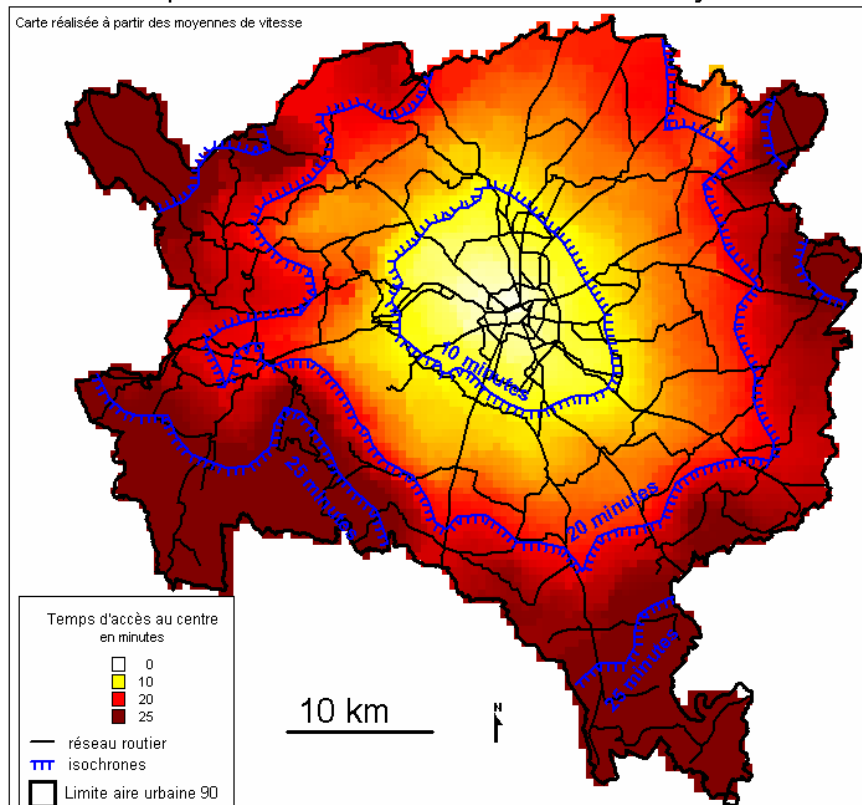 Carte réalisée à partir des moyennes de vitesse
10 minutes
20 minutes
25 minutes
25 minutes
Temps d'accès au centre
en minutes
0
10
20
25
réseau routier
isochrones
Limite aire urbaine 90
10 km
N